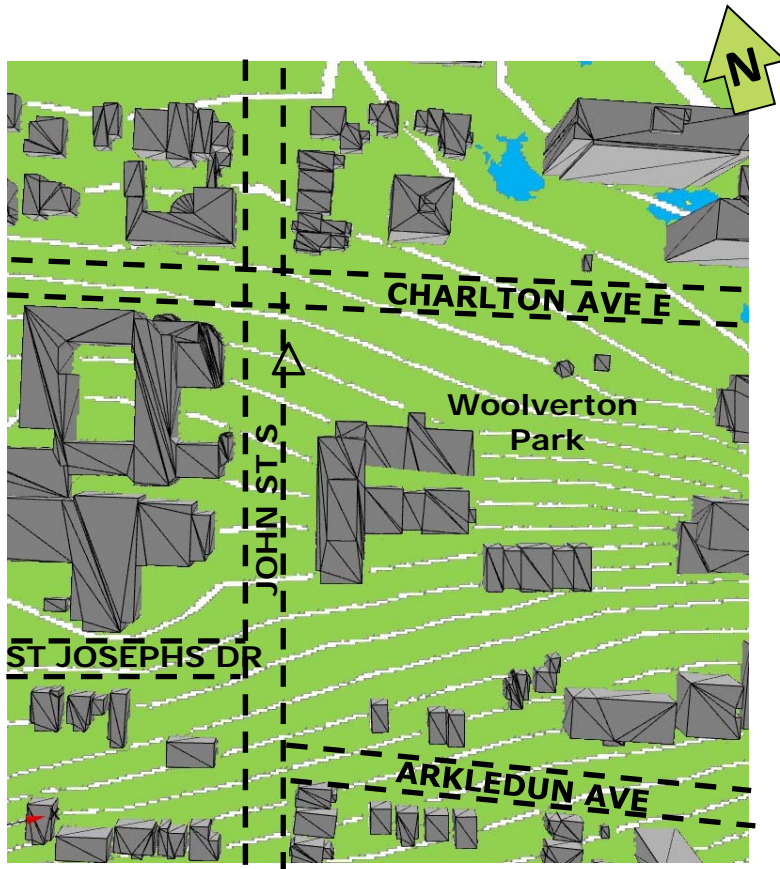 N
CHARLTON AVE E
Woolverton
Park
JOHN ST S
ST JOSEPHS DR
ARKLEDUN AVE